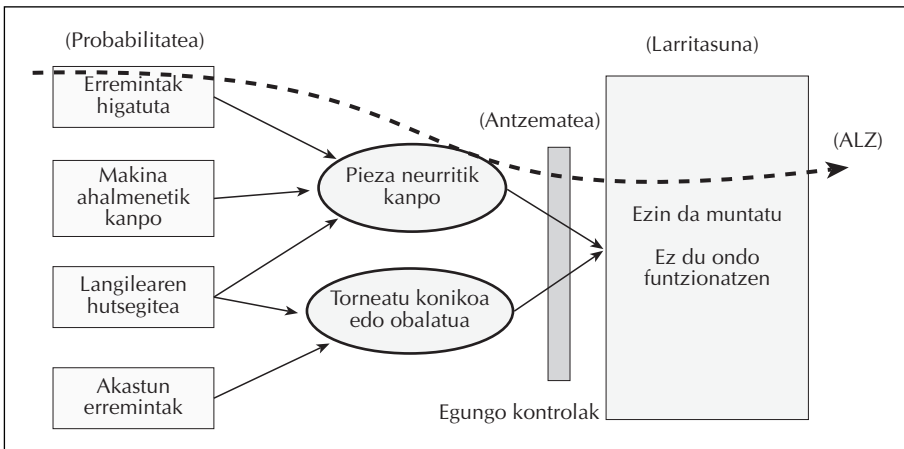 (Probabilitatea)
(Larritasuna)
Erremintak
higatuta
(Antzematea)
(ALZ)
Makina
ahalmenetik
kanpo
Pieza neurritik
kanpo
Ezin da muntatu
Ez du ondo
funtzionatzen
Langilearen
hutsegitea
Torneatu konikoa
edo obalatua
Akastun
erremintak
Egungo kontrolak